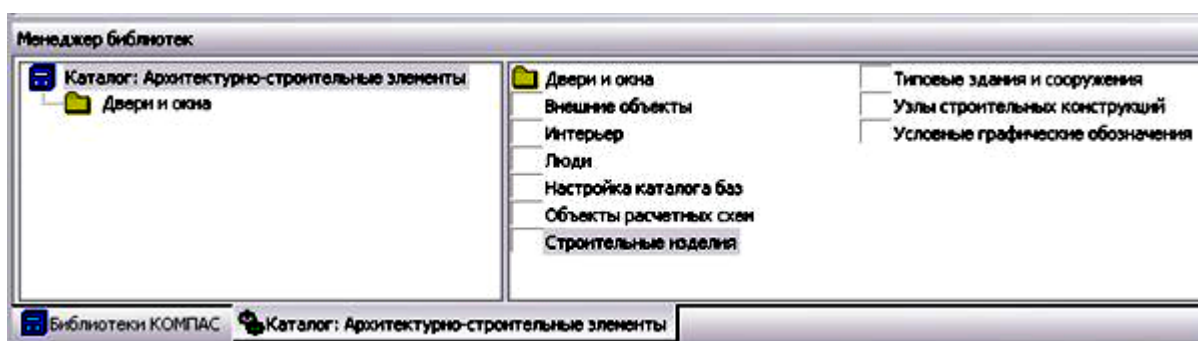 Менеджер библиотек
Каталог: Архитектурно-строительные элементы
Двери и окна
Двери и окна
Внешние объекты
Интерьер
Люди
Настройка каталога баз
Объекты расчетных схем
Строительные изделия
Типовые здания и сооружения
Узлы строительных конструкций
Условные графические обозначения
Библиотеки КОМПАС
Каталог: Архитектурно-строительные элементы